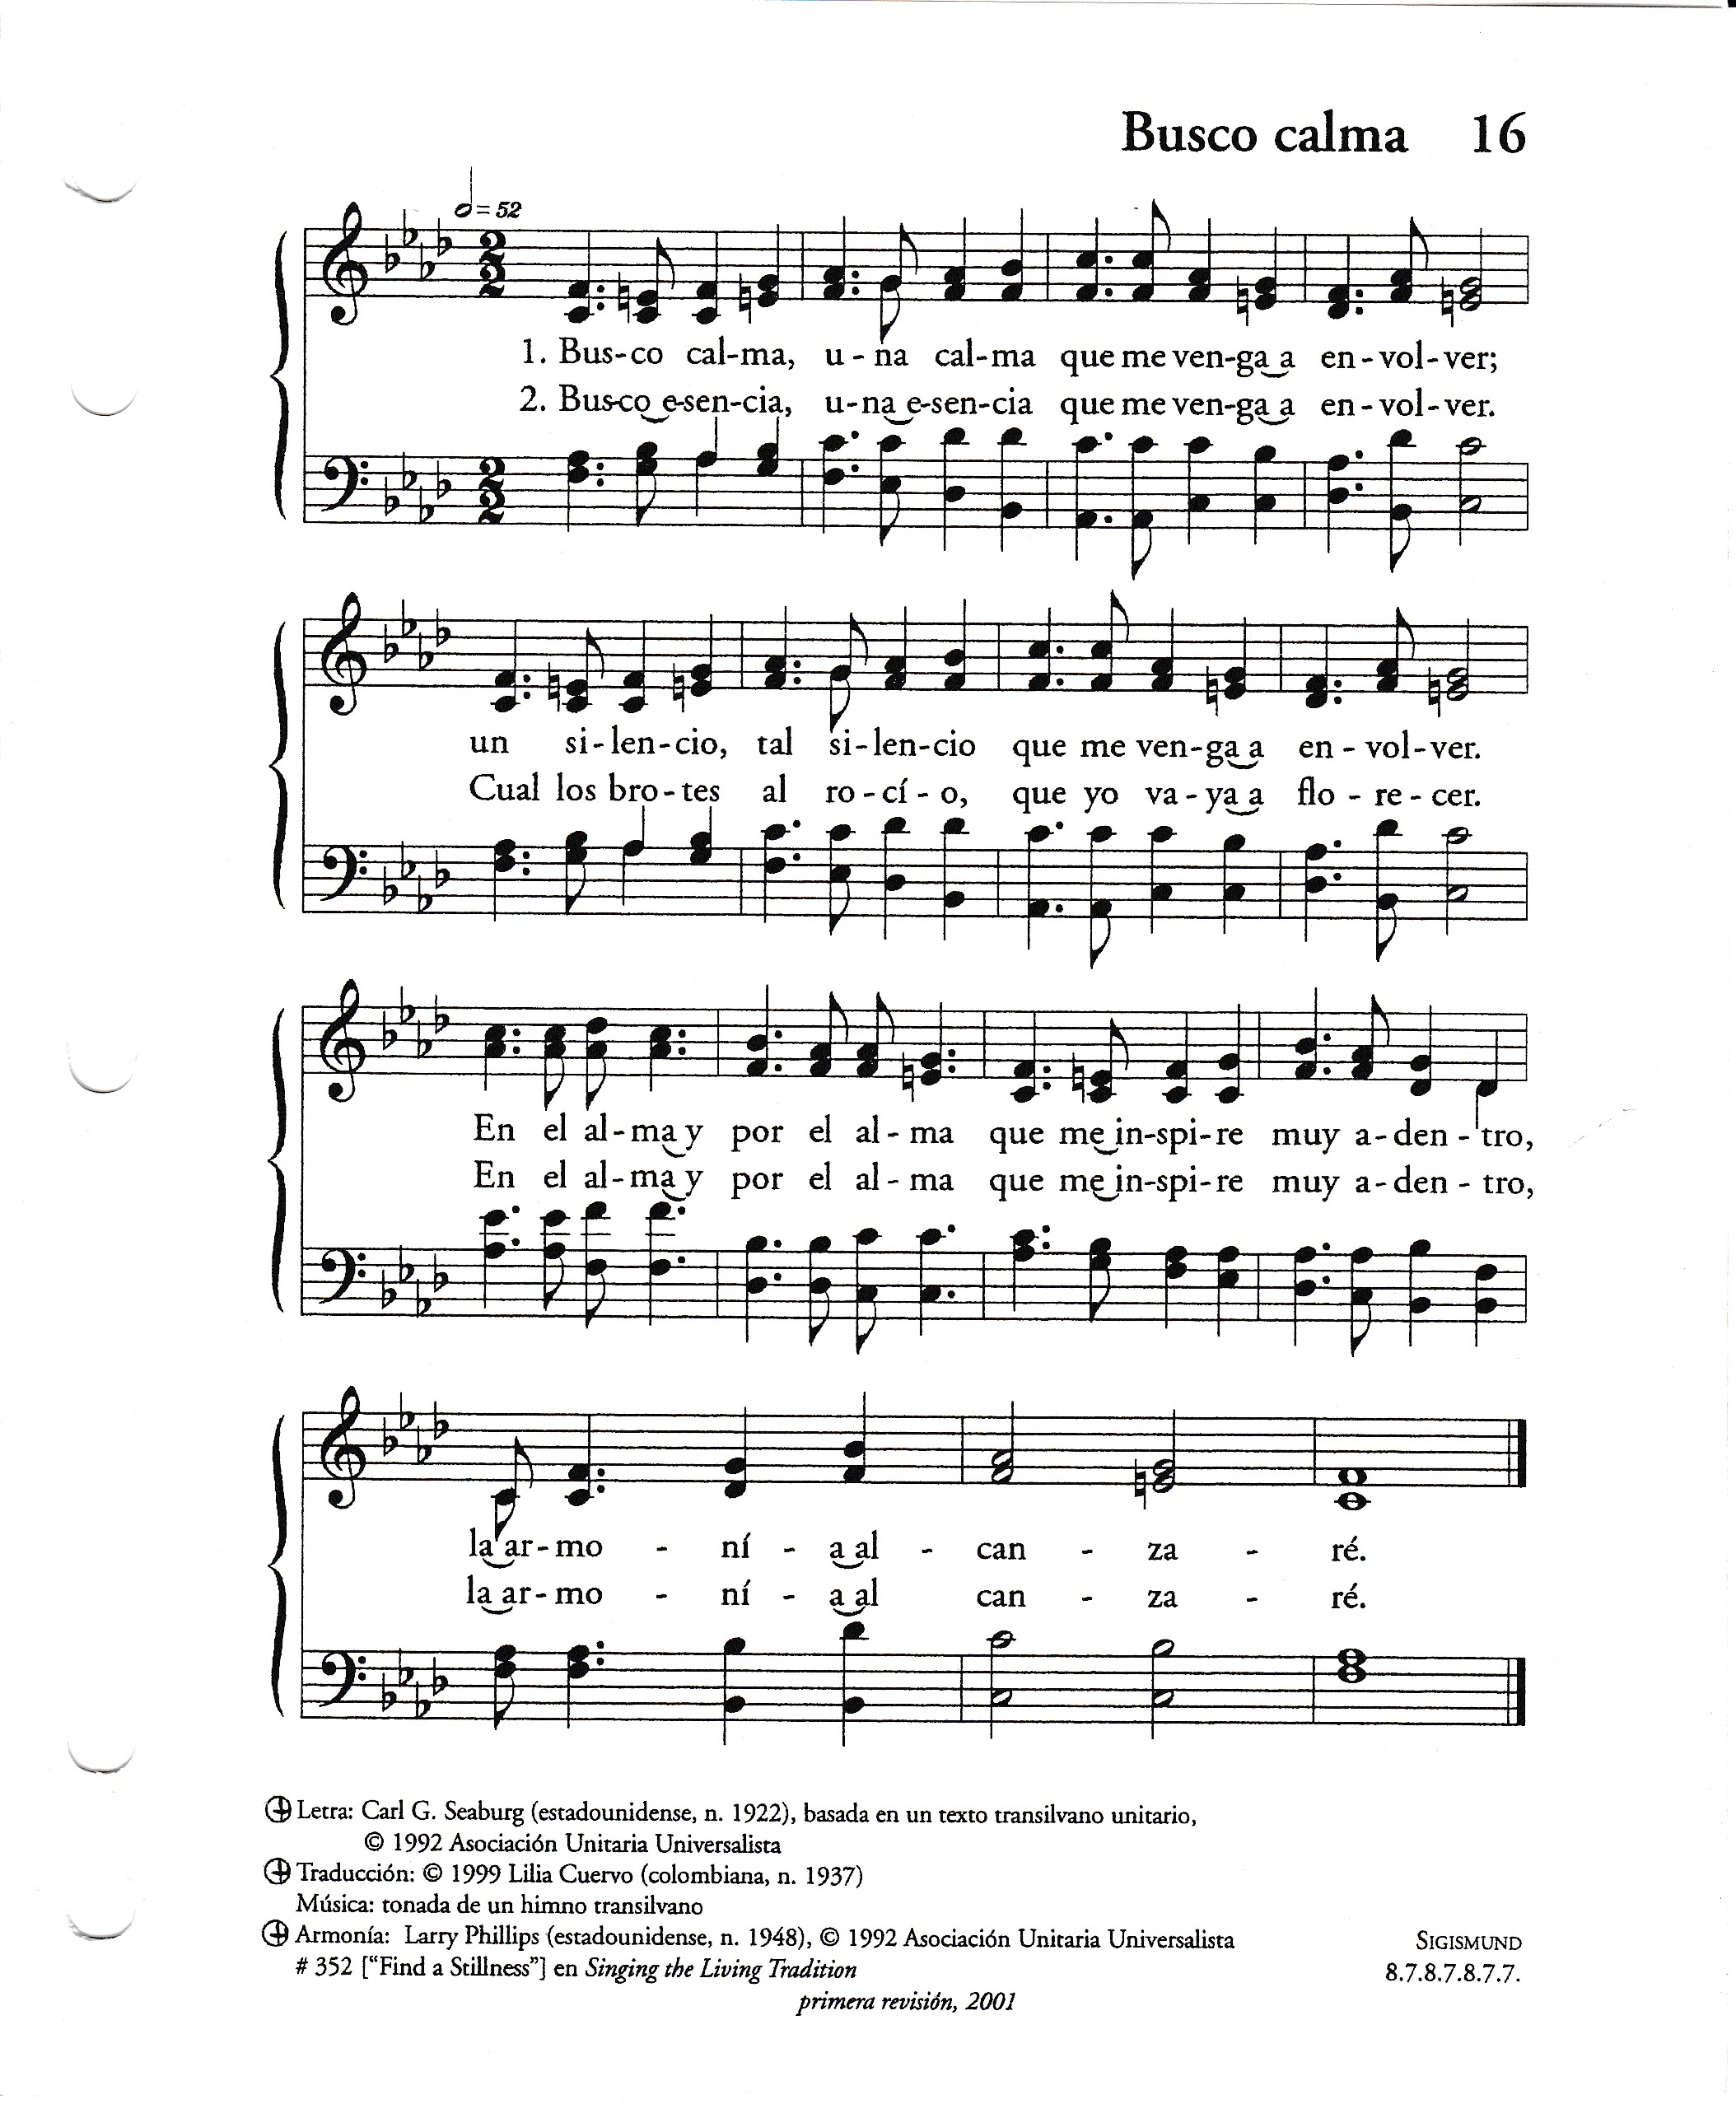 Busco calma 16
𝅗𝅥 = 52
1. Bus-co cal-ma, u-na cal-ma que me ven-ga‿a en-vol-ver;
2. Bus-co‿e-sen-cia, u-na‿e-sen-cia que me ven-ga‿a en-vol-ver.
un si-len-cio, tal si-len-cio que me ven-ga‿a en-vol-ver.
Cual los bro-tes al ro-cí-o, que yo va-ya‿a flo-re-cer.
En el al-ma‿y por el al-ma que me‿in-spi-re muy a-den-tro,
En el al-ma‿y por el al-ma que me‿in-spi-re muy a-den-tro,
la‿ar-mo - ní - a‿al - can - za - ré.
la‿ar-mo - ní - a‿al can - za - ré.
Letra: Carl G. Seaburg (estadounidense, n. 1922), basada en un texto transilvano unitario,
© 1992 Asociación Unitaria Universalista
Traducción: © 1999 Lilia Cuervo (colombiana, n. 1937)
Música: tonada de un himno transilvano
Armonía: Larry Phillips (estadounidense, n. 1948), © 1992 Asociación Unitaria Universalista
SIGISMUND
# 352 ["Find a Stillness"] en Singing the Living Tradition
8.7.8.7.8.7.7.
primera revisión, 2001